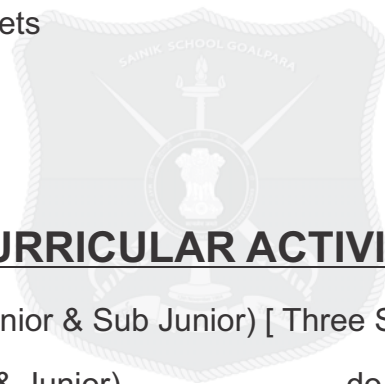 ets
SAINIK SCHOOL GOALPARA
URRICULAR ACTIVI
nior & Sub Junior) [ Three S
& Junior) do